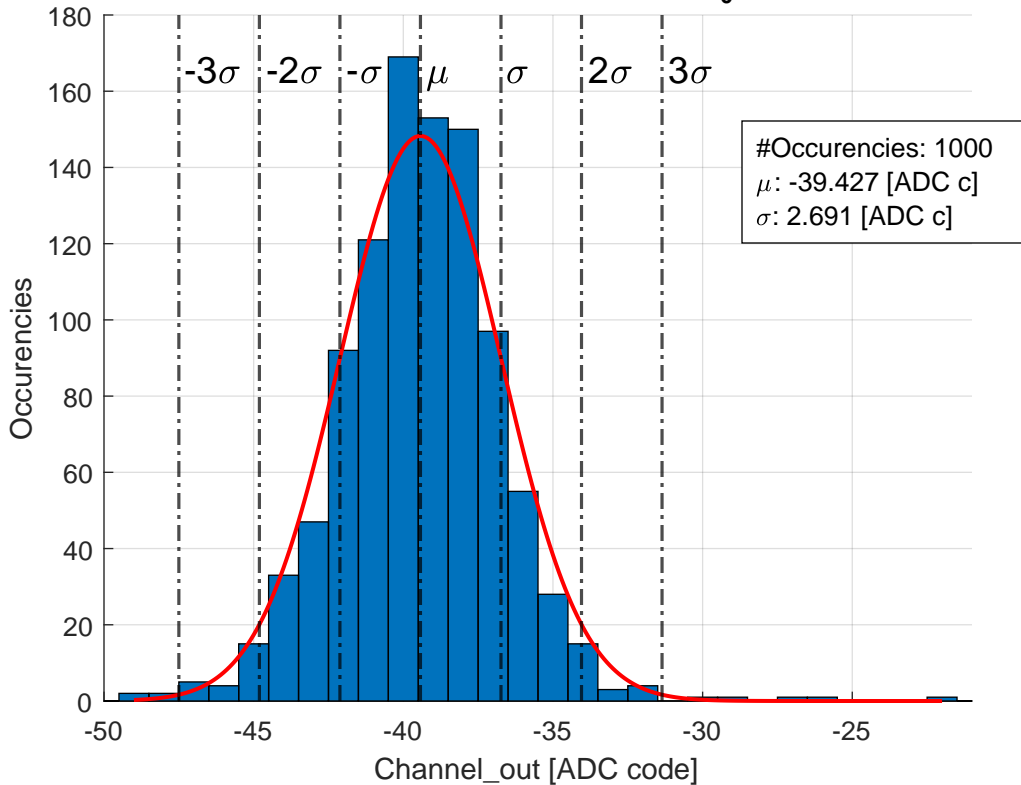 180
160
140
120
100
80
60
40
20
0
Occurencies
-3σ -2σ -σ μ σ 2σ 3σ
#Occurencies: 1000
μ: -39.427 [ADC c]
σ: 2.691 [ADC c]
-50 -45 -40 -35 -30 -25
Channel_out [ADC code]